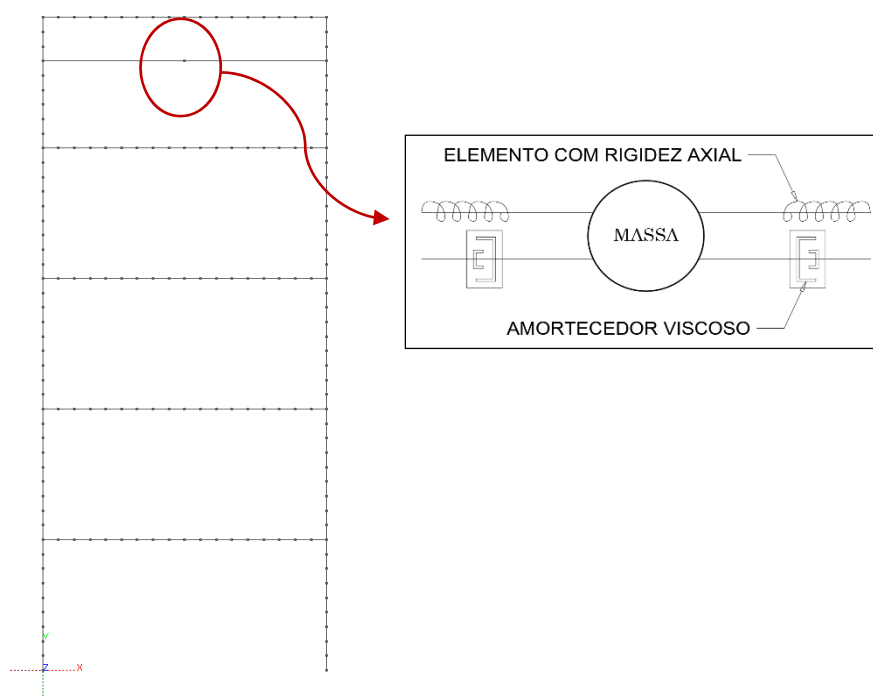 ELEMENTO COM RIGIDEZ AXIAL
MASSA
AMORTECEDOR VISCOSO
Y
Z
X